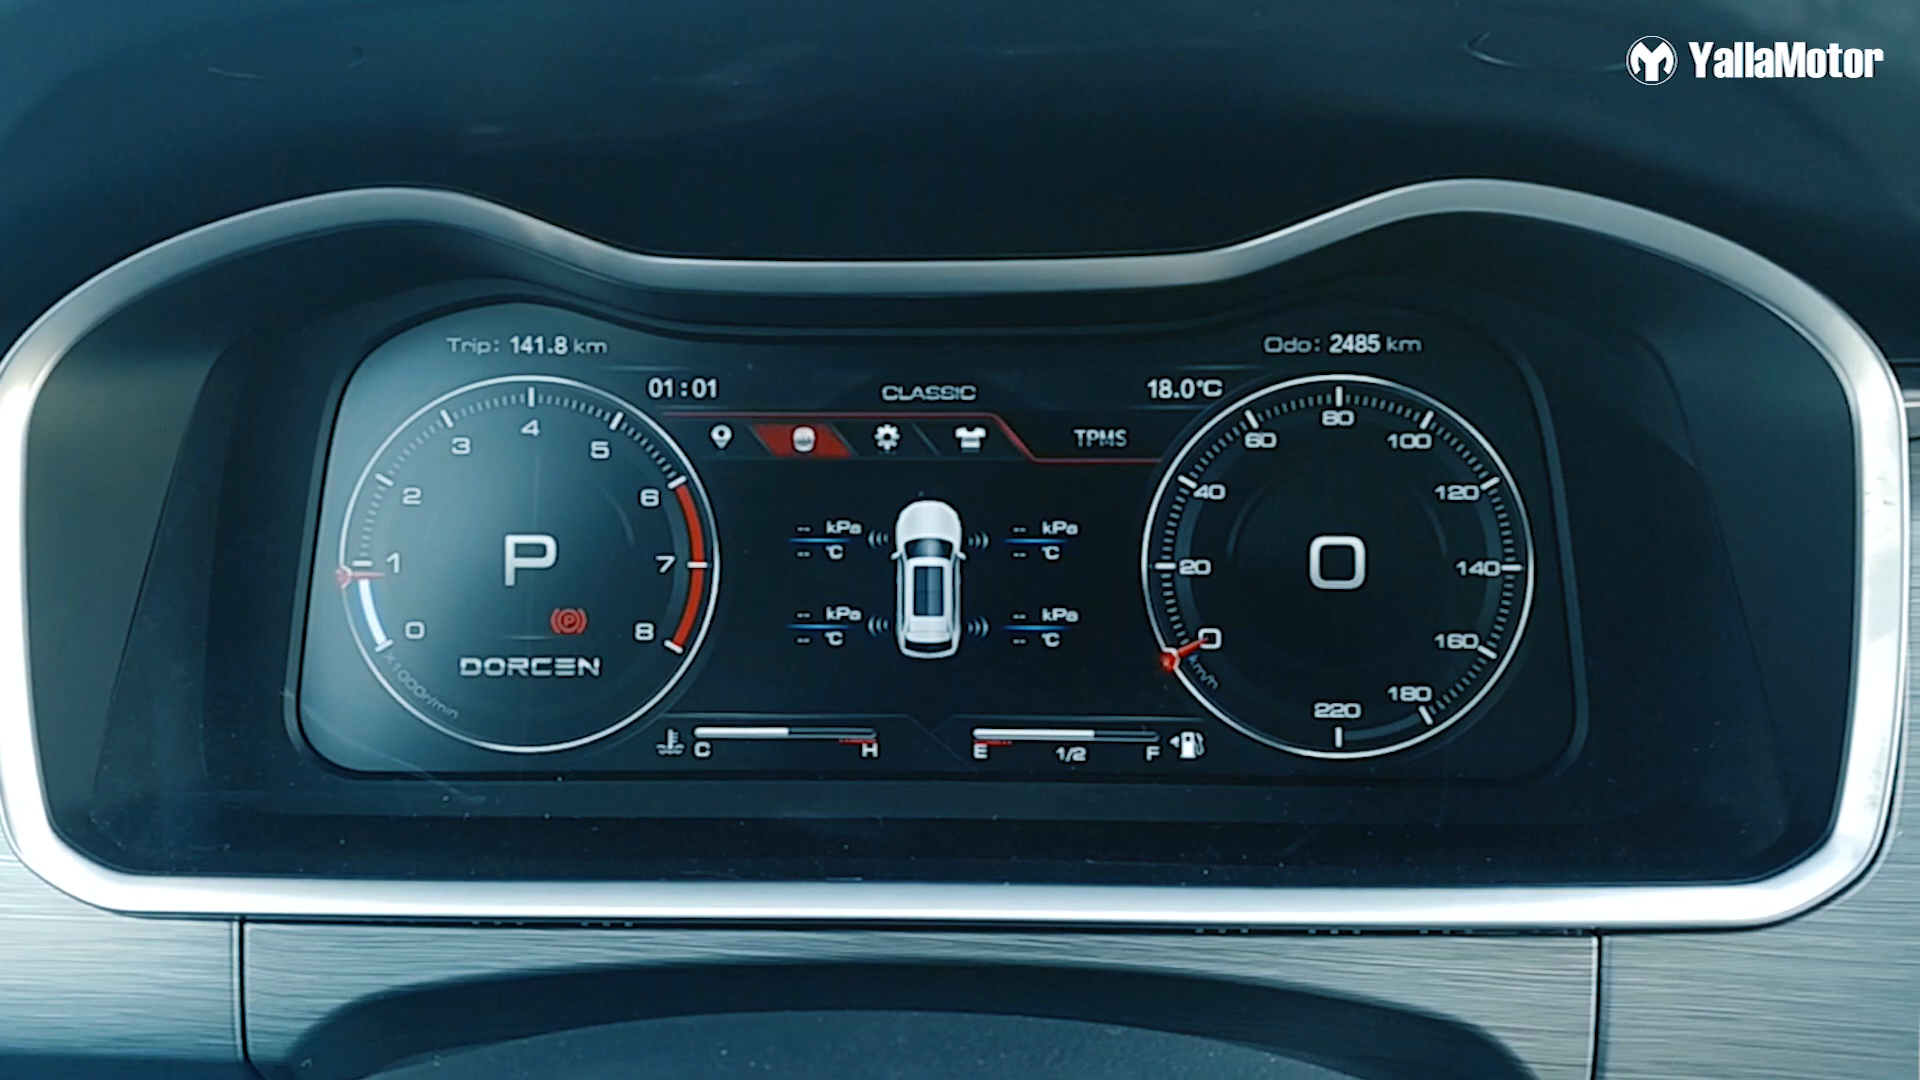 YallaMotor
Trip: 141.8 km
Odo: 2485 km
01:01
CLASSIC
18.0°C
TPMS
0 1 2 3 4 5 6 7 8
x1000r/min
P
(P)
DORCEN
-- kPa
-- °C
-- kPa
-- °C
-- kPa
-- °C
-- kPa
-- °C
0 20 40 60 80 100 120 140 160 180 220
km/h
0
C H
E 1/2 F